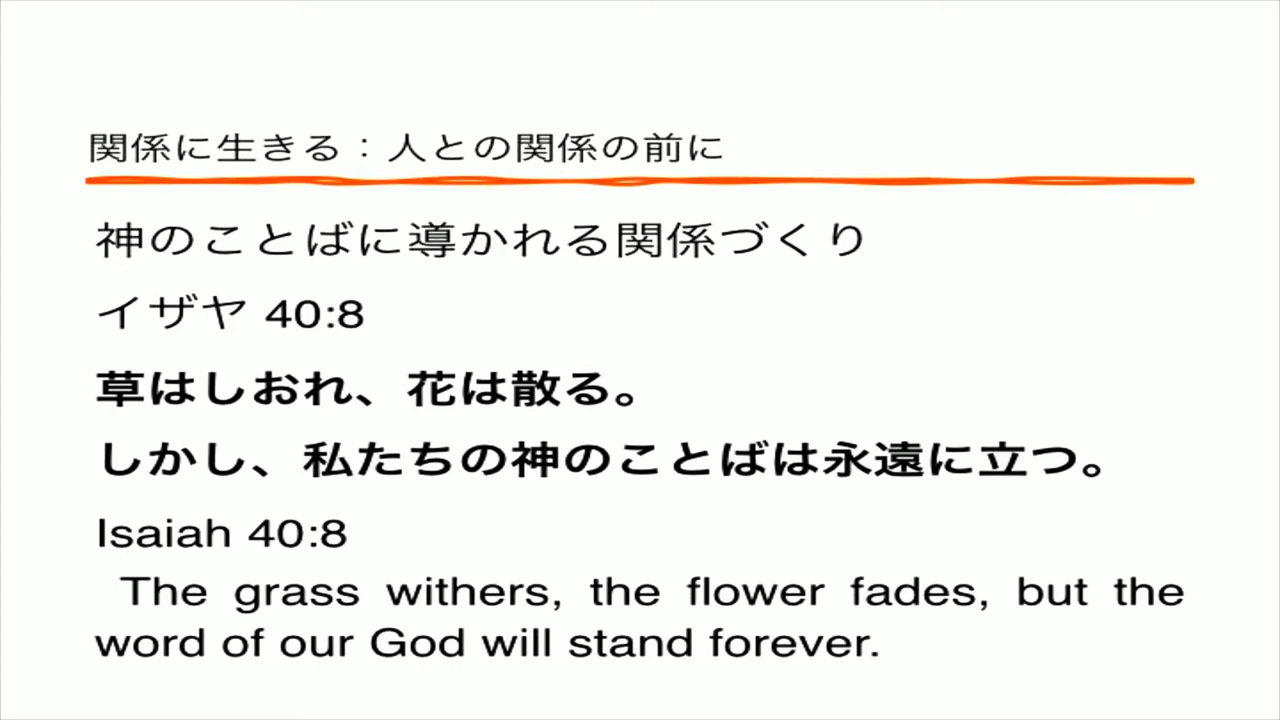 関係に生きる：人との関係の前に
神のことばに導かれる関係づくり
イザヤ 40:8
草はしおれ、花は散る。
しかし、私たちの神のことばは永遠に立つ。
Isaiah 40:8
The grass withers, the flower fades, but the
word of our God will stand forever.